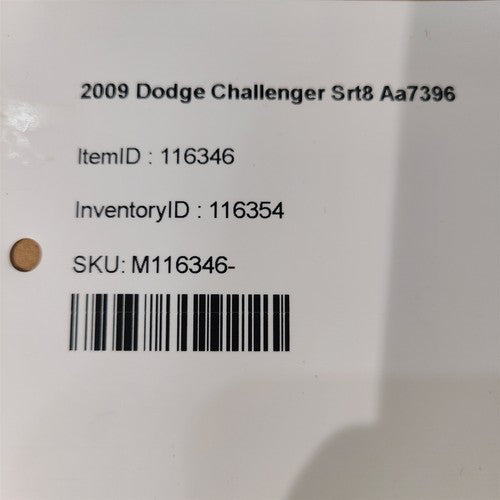 2009 Dodge Challenger Srt8 Aa7396
ItemID : 116346
InventoryID : 116354
SKU: M116346-